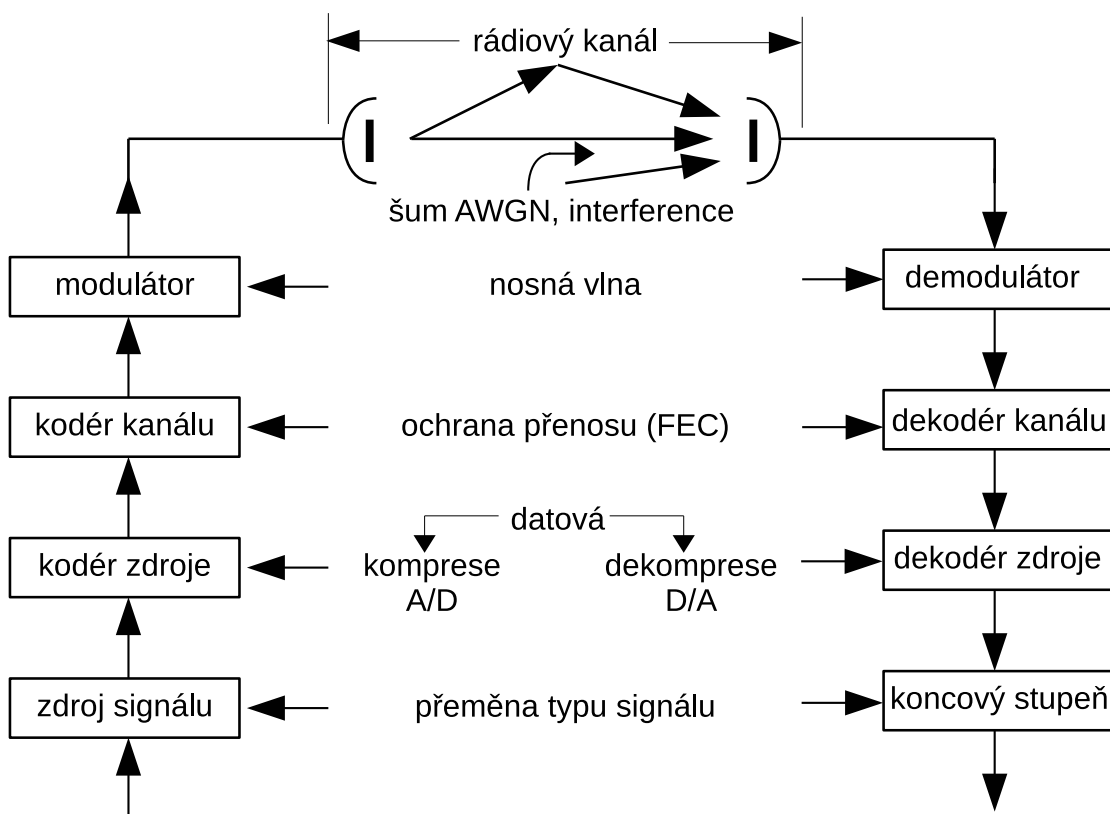 rádiový kanál
šum AWGN, interference
modulátor
nosná vlna
demodulátor
kodér kanálu
ochrana přenosu (FEC)
dekodér kanálu
datová
kodér zdroje
komprese
A/D
dekomprese
D/A
dekodér zdroje
zdroj signálu
přeměna typu signálu
koncový stupeň